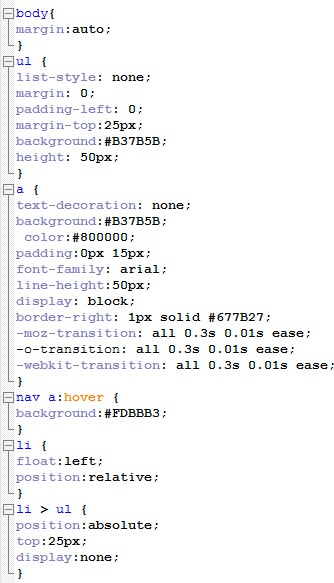 body{
margin:auto;
}
ul {
list-style: none;
margin: 0;
padding-left: 0;
margin-top:25px;
background:#B37B5B;
height: 50px;
}
a {
text-decoration: none;
background:#B37B5B;
 color:#800000;
padding:0px 15px;
font-family: arial;
line-height:50px;
display: block;
border-right: 1px solid #677B27;
-moz-transition: all 0.3s 0.01s ease;
-o-transition: all 0.3s 0.01s ease;
-webkit-transition: all 0.3s 0.01s ease;
}
nav a:hover {
background:#FDBBB3;
}
li {
float:left;
position:relative;
}
li > ul {
position:absolute;
top:25px;
display:none;
}